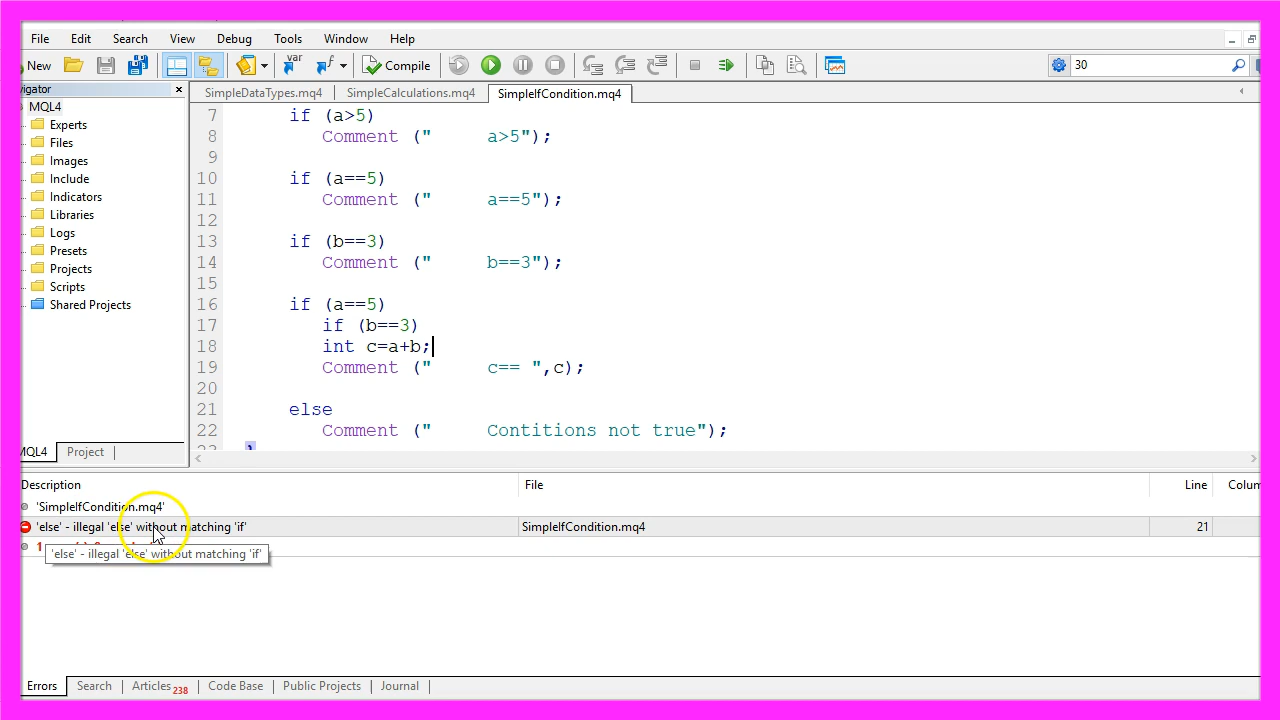 File Edit Search View Debug Tools Window Help
New Compile 30
vigator × SimpleDataTypes.mq4 SimpleCalculations.mq4 SimpleIfCondition.mq4
MQL4
Experts
Files
Images
Include
Indicators
Libraries
Logs
Presets
Projects
Scripts
Shared Projects
7 if (a>5)
8 Comment (" a>5");
9
10 if (a==5)
11 Comment (" a==5");
12
13 if (b==3)
14 Comment (" b==3");
15
16 if (a==5)
17 if (b==3)
18 int c=a+b;
19 Comment (" c== ",c);
20
21 else
22 Comment (" Contitions not true");
MQL4 Project
Description File Line Colum
'SimpleIfCondition.mq4'
'else' - illegal 'else' without matching 'if' SimpleIfCondition.mq4 21
'else' - illegal 'else' without matching 'if'
Errors Search Articles 238 Code Base Public Projects Journal